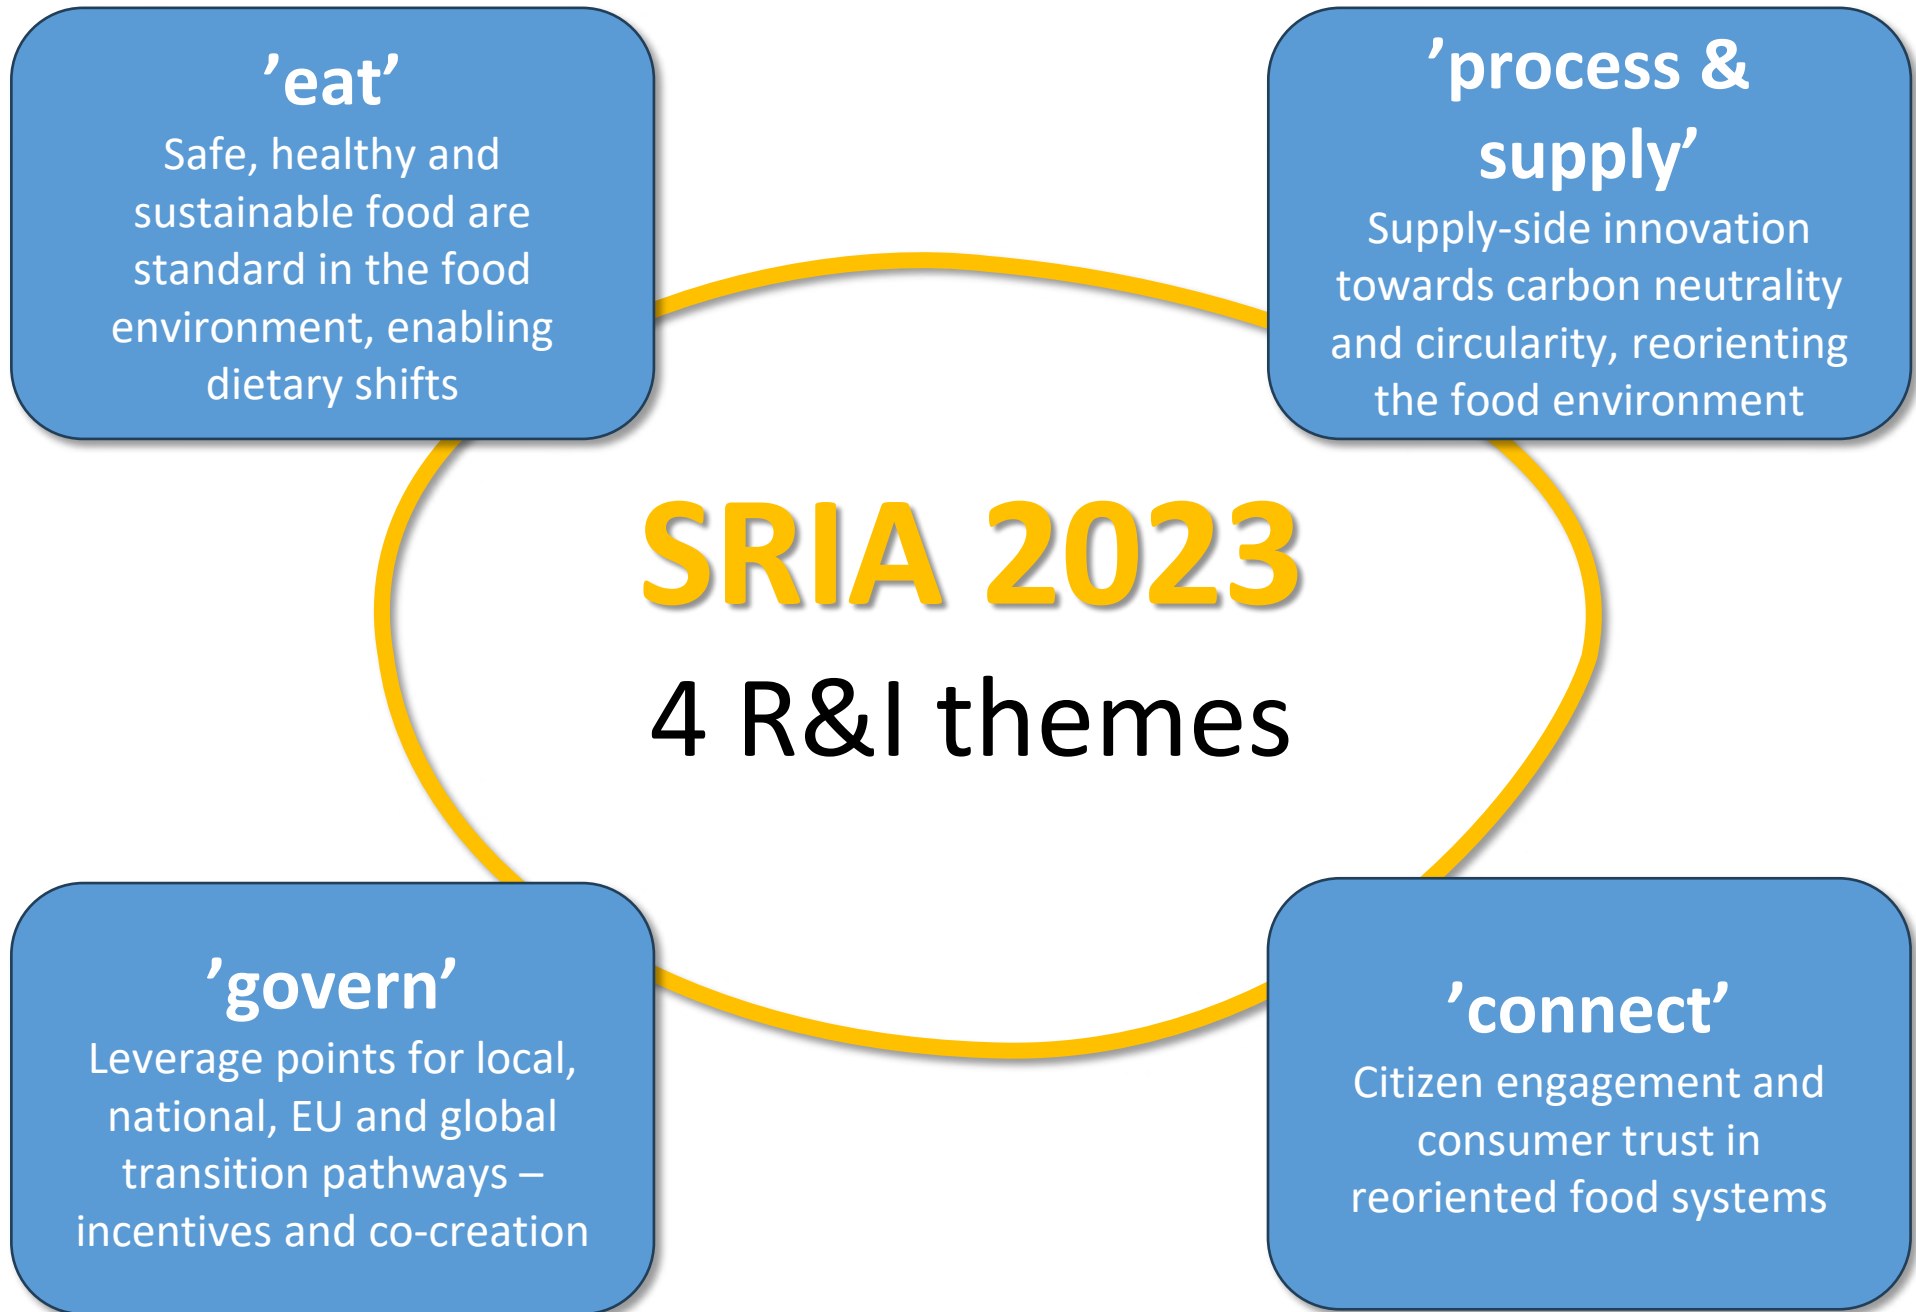 ’eat’
Safe, healthy and
sustainable food are
standard in the food
environment, enabling
dietary shifts
’process &
supply’
Supply-side innovation
towards carbon neutrality
and circularity, reorienting
the food environment
SRIA 2023
4 R&I themes
’govern’
Leverage points for local,
national, EU and global
transition pathways –
incentives and co-creation
’connect’
Citizen engagement and
consumer trust in
reoriented food systems